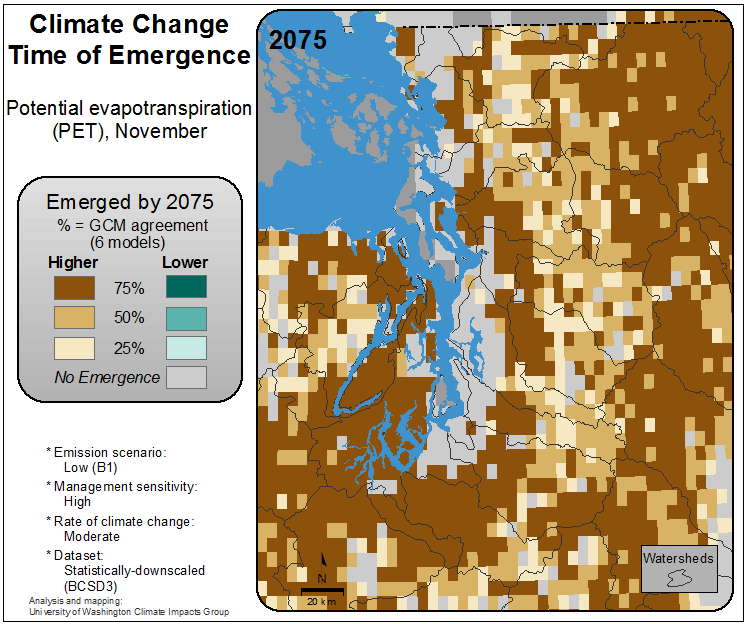 Climate Change
Time of Emergence
Potential evapotranspiration
(PET), November
Emerged by 2075
% = GCM agreement
(6 models)
Higher Lower
75%
50%
25%
No Emergence
* Emission scenario:
Low (B1)
* Management sensitivity:
High
* Rate of climate change:
Moderate
* Dataset:
Statistically-downscaled
(BCSD3)
Analysis and mapping:
University of Washington Climate Impacts Group
2075
N
20 km
Watersheds